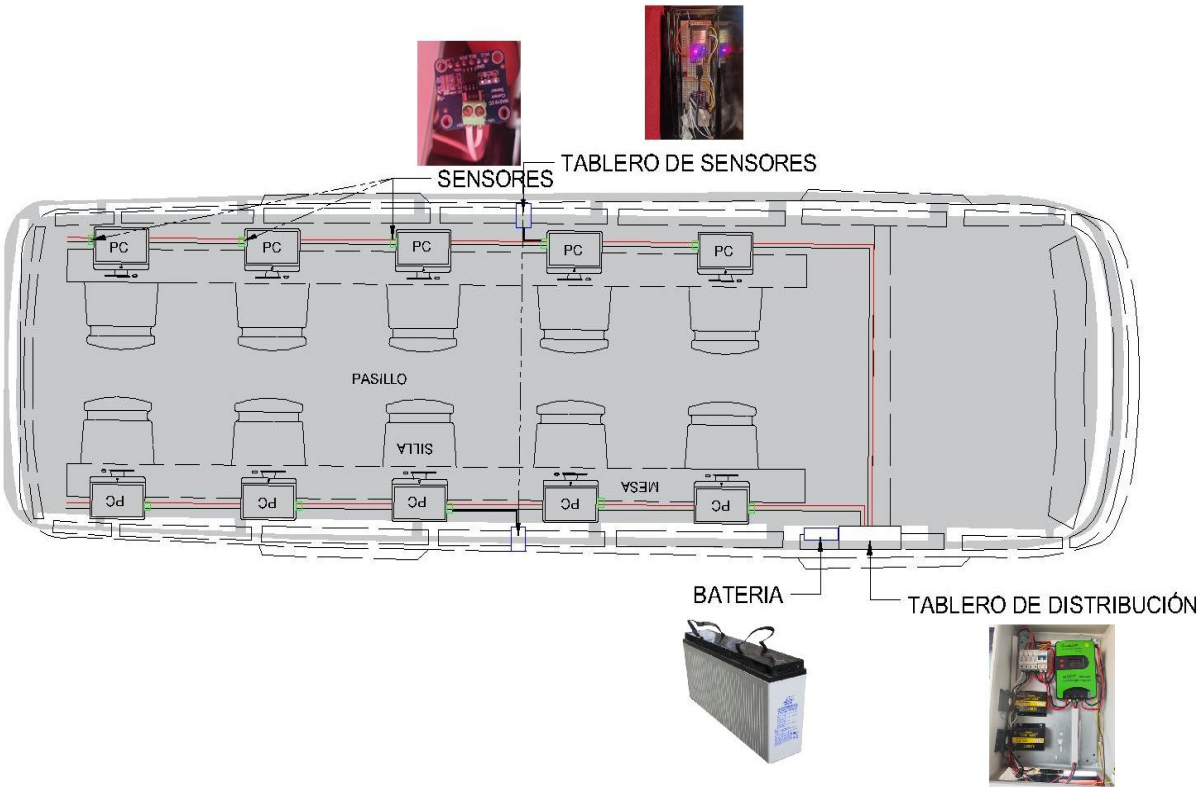 TABLERO DE SENSORES
SENSORES
PC
PC
PC
PC
PC
PASILLO
SILLA
MESA
PC
PC
PC
PC
PC
BATERIA
TABLERO DE DISTRIBUCIÓN